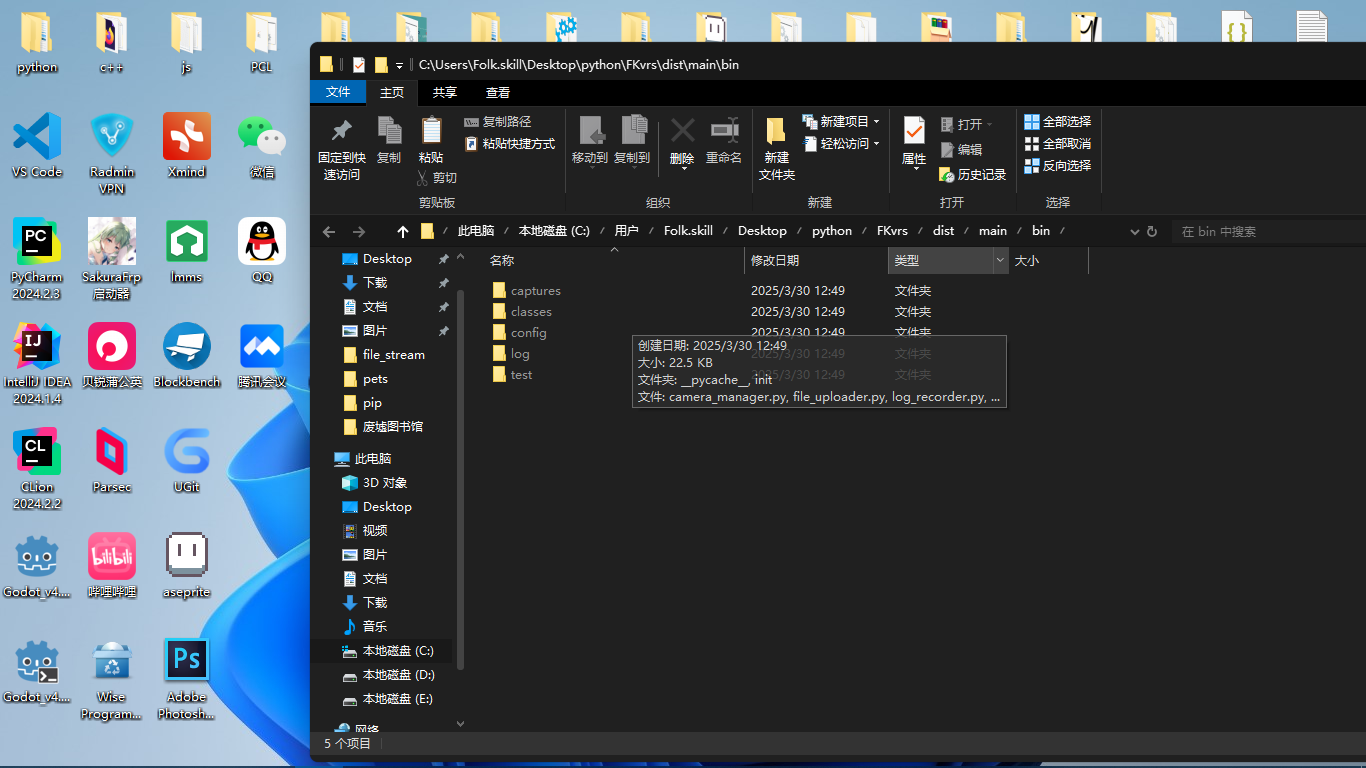 python
c++
js
PCL
VS Code
Radmin
VPN
Xmind
微信
PC
PyCharm
2024.2.3
SakuraFrp
启动器
lmms
QQ
IJ
IntelliJ IDEA
2024.1.4
贝锐蒲公英
Blockbench
腾讯会议
CL
CLion
2024.2.2
Parsec
UGit
Godot_v4....
bilibili
哔哩哔哩
aseprite
Godot_v4....
Wise
Program...
Ps
Adobe
Photosh...
C:\Users\Folk.skill\Desktop\python\FKvrs\dist\main\bin
文件
主页
共享
查看
固定到快
速访问
复制
粘贴
复制路径
粘贴快捷方式
剪切
剪贴板
移动到
复制到
删除
重命名
组织
新建
文件夹
新建项目
轻松访问
新建
属性
打开
编辑
历史记录
打开
全部选择
全部取消
反向选择
选择
此电脑 / 本地磁盘 (C:) / 用户 / Folk.skill / Desktop / python / FKvrs / dist / main / bin /
在 bin 中搜索
Desktop
下载
文档
图片
file_stream
pets
pip
废墟图书馆
此电脑
3D 对象
Desktop
视频
图片
文档
下载
音乐
本地磁盘 (C:)
本地磁盘 (D:)
本地磁盘 (E:)
网络
名称 修改日期 类型 大小
captures 2025/3/30 12:49 文件夹
classes 2025/3/30 12:49 文件夹
config 2025/3/30 12:49 文件夹
log 2025/3/30 12:49 文件夹
test 2025/3/30 12:49 文件夹
创建日期: 2025/3/30 12:49
大小: 22.5 KB
文件夹: __pycache__, init
文件: camera_manager.py, file_uploader.py, log_recorder.py, ...
5 个项目